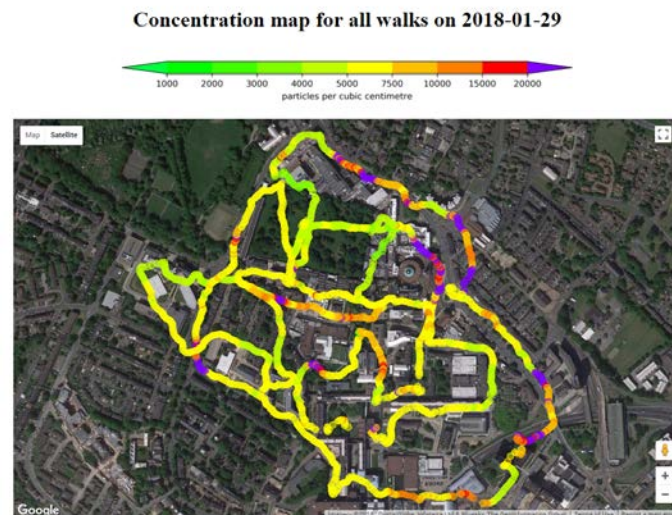 Concentration map for all walks on 2018-01-29
1000 2000 3000 4000 5000 7000 10000 15000 20000
particles per cubic centimetre
Map Satellite
Google